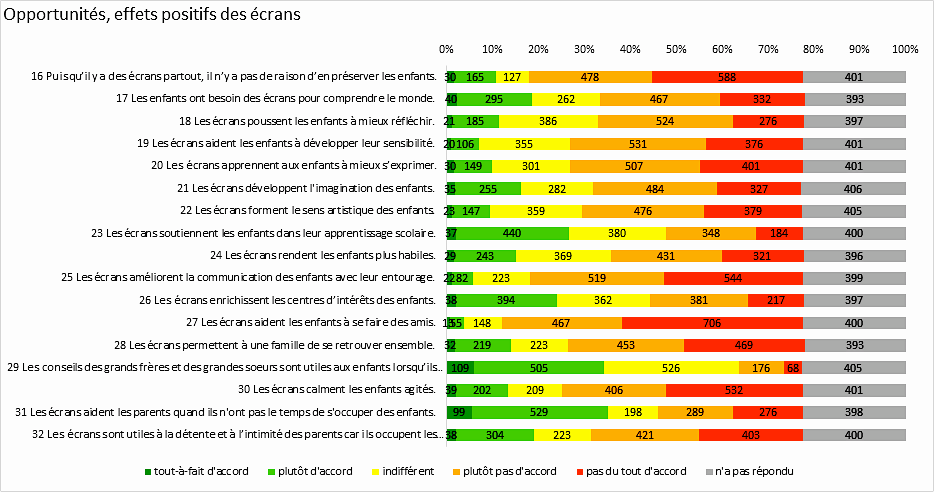 Opportunités, effets positifs des écrans
0% 10% 20% 30% 40% 50% 60% 70% 80% 90% 100%
16 Puisqu'il y a des écrans partout, il n'y a pas de raison d'en préserver les enfants. 30 165 127 478 588 401
17 Les enfants ont besoin des écrans pour comprendre le monde. 40 295 262 467 332 393
18 Les écrans poussent les enfants à mieux réfléchir. 21 185 386 524 276 397
19 Les écrans aident les enfants à développer leur sensibilité. 20 106 355 531 376 401
20 Les écrans apprennent aux enfants à mieux s'exprimer. 30 149 301 507 401 401
21 Les écrans développent l'imagination des enfants. 35 255 282 484 327 406
22 Les écrans forment le sens artistique des enfants. 23 147 359 476 379 405
23 Les écrans soutiennent les enfants dans leur apprentissage scolaire. 37 440 380 348 184 400
24 Les écrans rendent les enfants plus habiles. 29 243 369 431 321 396
25 Les écrans améliorent la communication des enfants avec leur entourage. 22 82 223 519 544 399
26 Les écrans enrichissent les centres d'intérêts des enfants. 38 394 362 381 217 397
27 Les écrans aident les enfants à se faire des amis. 148 467 706 400
28 Les écrans permettent à une famille de se retrouver ensemble. 32 219 223 453 469 393
29 Les conseils des grands frères et des grandes soeurs sont utiles aux enfants lorsqu'ils… 109 505 526 176 68 405
30 Les écrans calment les enfants agités. 39 202 209 406 532 401
31 Les écrans aident les parents quand ils n'ont pas le temps de s'occuper des enfants. 99 529 198 289 276 398
32 Les écrans sont utiles à la détente et à l'intimité des parents car ils occupent les… 38 304 223 421 403 400
tout-à-fait d'accord plutôt d'accord indifférent plutôt pas d'accord pas du tout d'accord n'a pas répondu